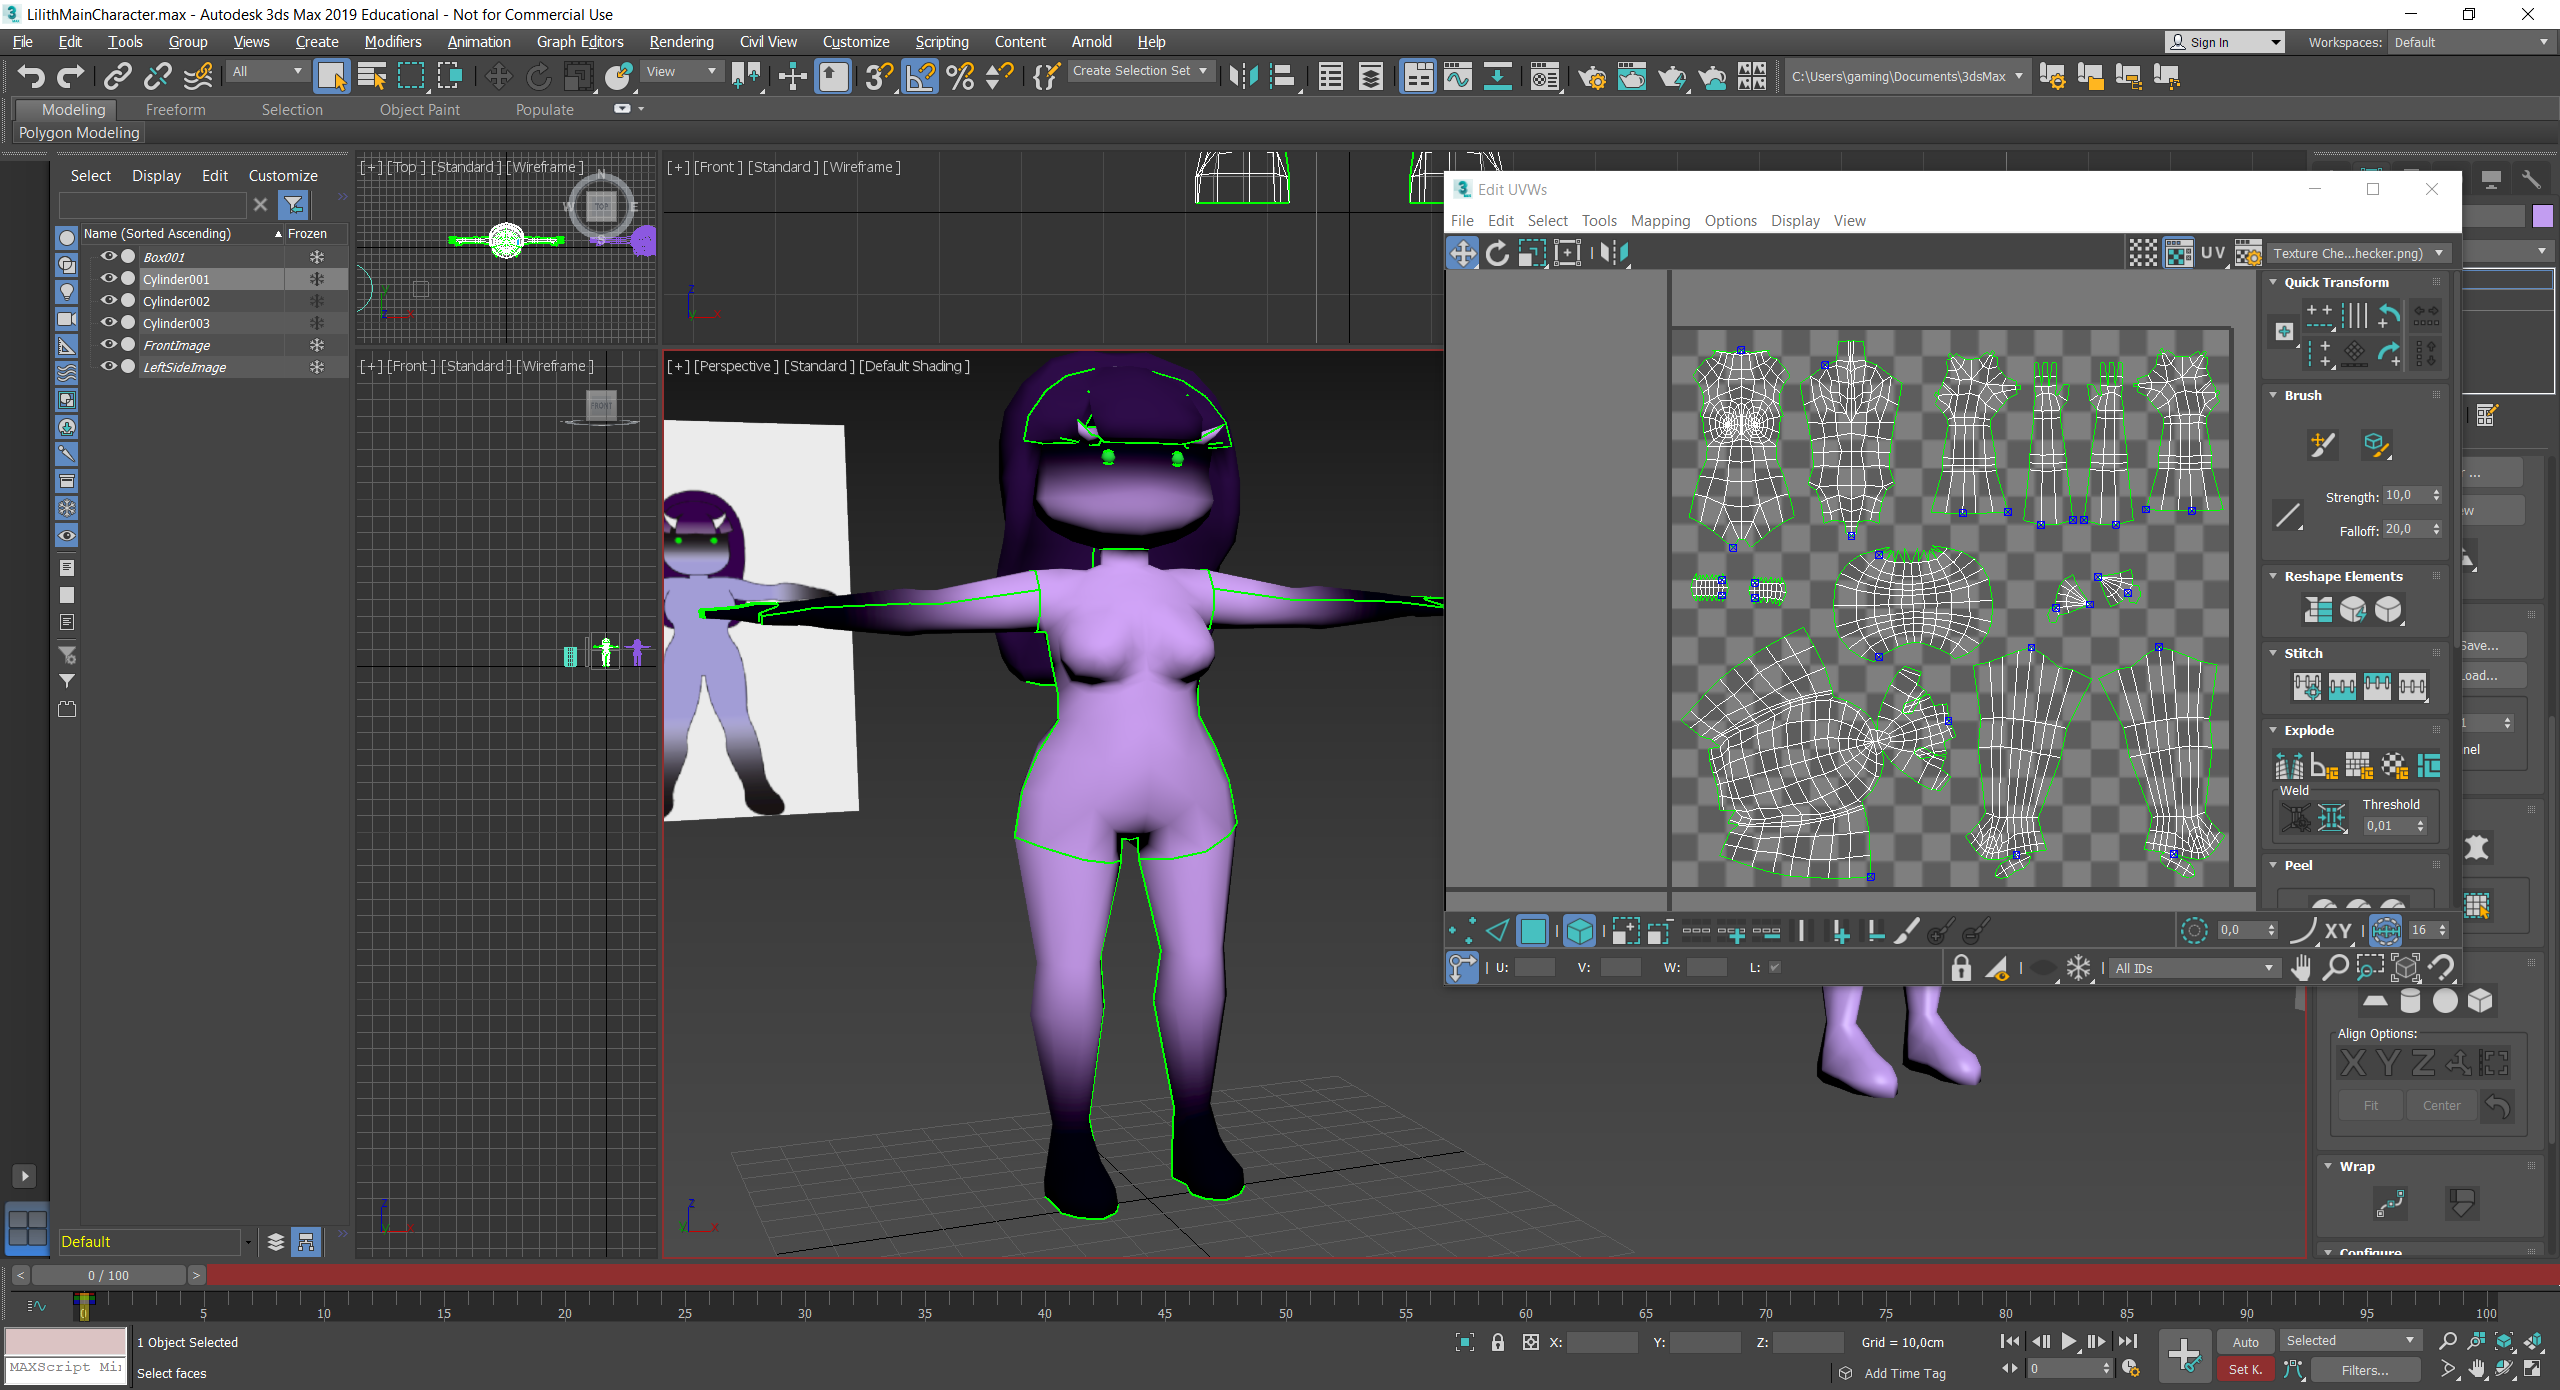 LilithMainCharacter.max - Autodesk 3ds Max 2019 Educational - Not for Commercial Use
File Edit Tools Group Views Create Modifiers Animation Graph Editors Rendering Civil View Customize Scripting Content Arnold Help
Sign In Workspaces: Default
All View Create Selection Set C:\Users\gaming\Documents\3dsMax
Modeling Freeform Selection Object Paint Populate
Polygon Modeling
Select Display Edit Customize
Name (Sorted Ascending) Frozen
Box001
Cylinder001
Cylinder002
Cylinder003
FrontImage
LeftSideImage
[+] [Top ] [Standard ] [Wireframe ]
N
W TOP E
S
[+] [Front ] [Standard ] [Wireframe ]
[+] [Front ] [Standard ] [Wireframe ]
FRONT
[+] [Perspective ] [Standard ] [Default Shading ]
Edit UVWs
File Edit Select Tools Mapping Options Display View
UV Texture Che...hecker.png)
Quick Transform
Brush
Strength: 10,0
Falloff: 20,0
Reshape Elements
Stitch
Explode
Weld
Threshold
0,01
Peel
0,0 XY 16
U: V: W: L: All IDs
Align Options:
X Y Z
Fit Center
Wrap
Configure
Default
0 / 100
0 5 10 15 20 25 30 35 40 45 50 55 60 65 70 75 80 85 90 95 100
1 Object Selected
X: Y: Z: Grid = 10,0cm
Auto Selected
MAXScript Mi
Select faces
Add Time Tag
0
Set K. Filters...